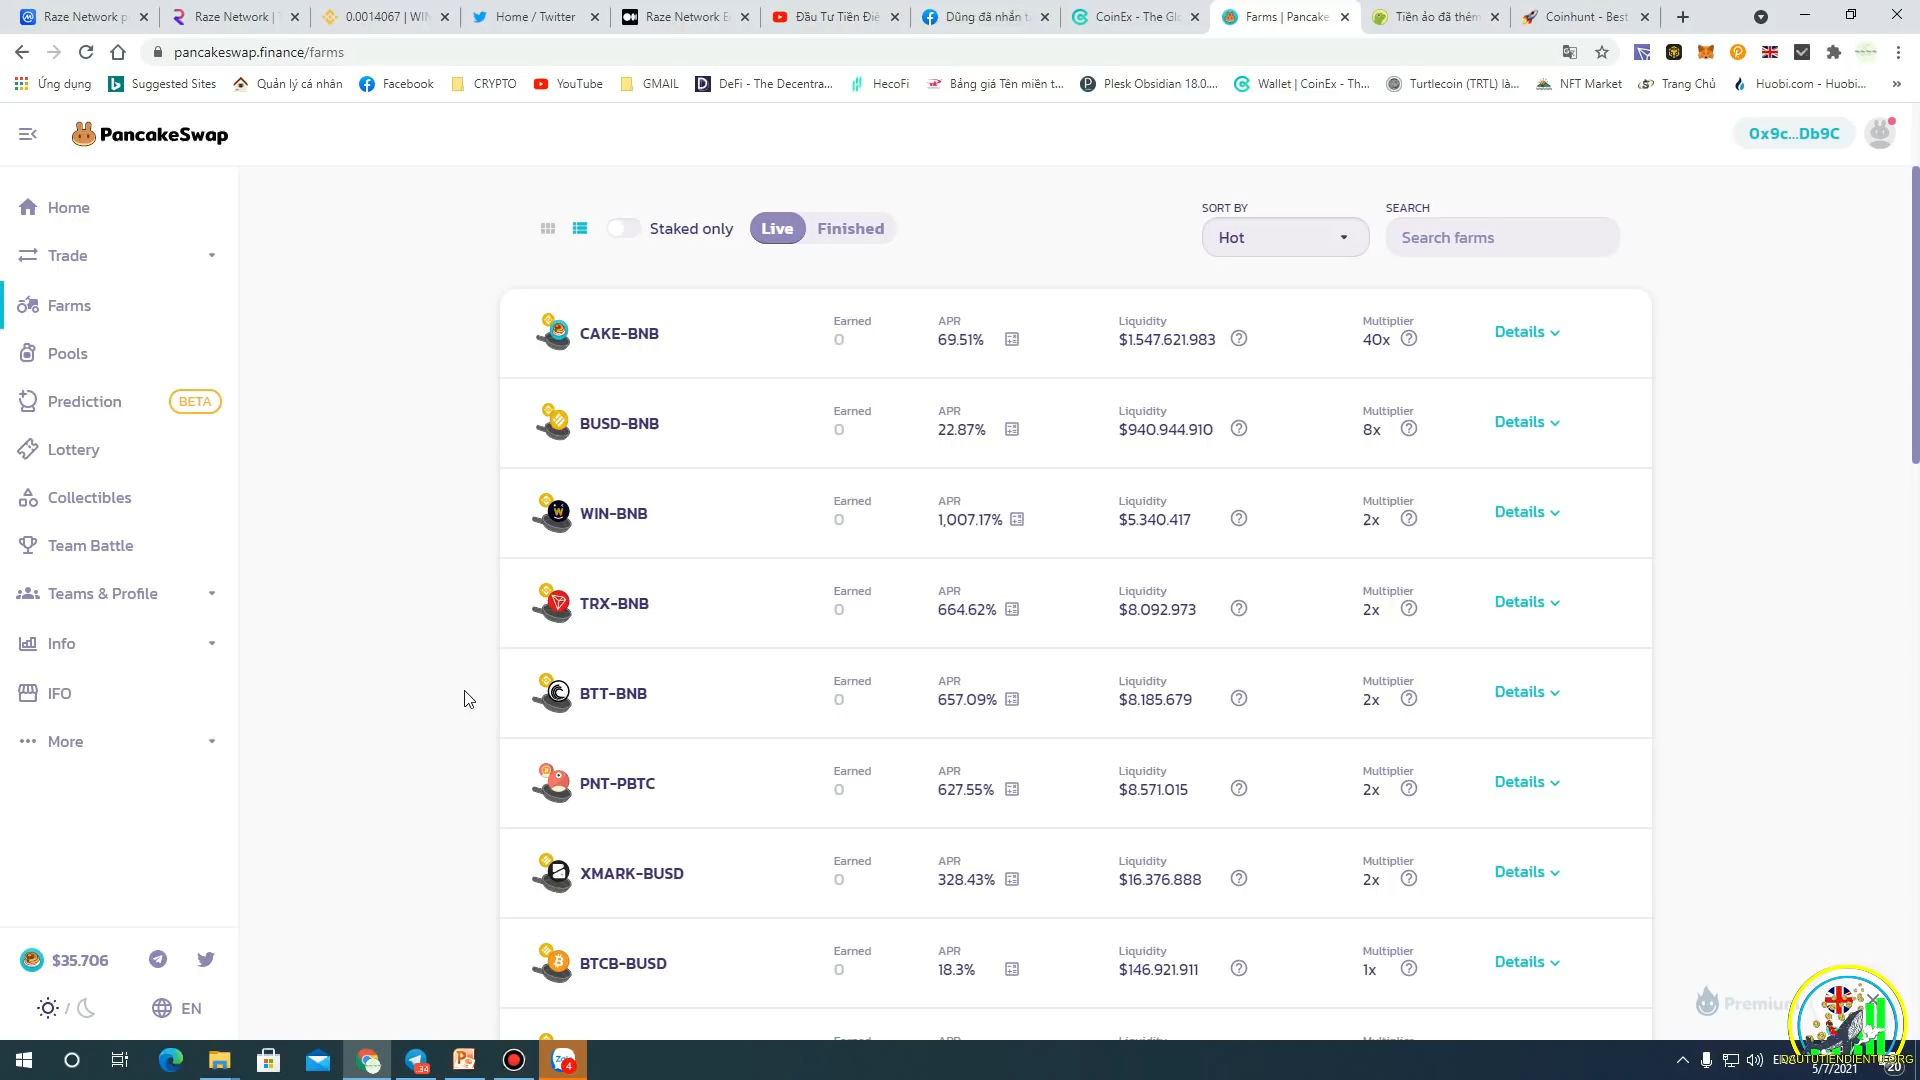 Raze Network p
Raze Network |
0.0014067 | WIN
Home / Twitter
Raze Network E
Đầu Tư Tiền Điệ
Dũng đã nhắn t
CoinEx - The Glo
Farms | Pancake
Tiền ảo đã thêm
Coinhunt - Best
pancakeswap.finance/farms
Ứng dụng
Suggested Sites
Quản lý cá nhân
Facebook
CRYPTO
YouTube
GMAIL
DeFi - The Decentra...
HecoFi
Bảng giá Tên miền t...
Plesk Obsidian 18.0....
Wallet | CoinEx - Th...
Turtlecoin (TRTL) là...
NFT Market
Trang Chủ
Huobi.com - Huobi...
PancakeSwap
0x9c...Db9C
Home
Trade
Farms
Pools
Prediction
BETA
Lottery
Collectibles
Team Battle
Teams & Profile
Info
IFO
More
$35.706
/
EN
Staked only
Live
Finished
SORT BY
Hot
SEARCH
Search farms
CAKE-BNB
Earned
0
APR
69.51%
Liquidity
$1.547.621.983
Multiplier
40x
Details
BUSD-BNB
Earned
0
APR
22.87%
Liquidity
$940.944.910
Multiplier
8x
Details
WIN-BNB
Earned
0
APR
1,007.17%
Liquidity
$5.340.417
Multiplier
2x
Details
TRX-BNB
Earned
0
APR
664.62%
Liquidity
$8.092.973
Multiplier
2x
Details
BTT-BNB
Earned
0
APR
657.09%
Liquidity
$8.185.679
Multiplier
2x
Details
PNT-PBTC
Earned
0
APR
627.55%
Liquidity
$8.571.015
Multiplier
2x
Details
XMARK-BUSD
Earned
0
APR
328.43%
Liquidity
$16.376.888
Multiplier
2x
Details
BTCB-BUSD
Earned
0
APR
18.3%
Liquidity
$146.921.911
Multiplier
1x
Details
Premium
34
4
DAUTUTIENDIENTU.ORG
5/7/2021
20